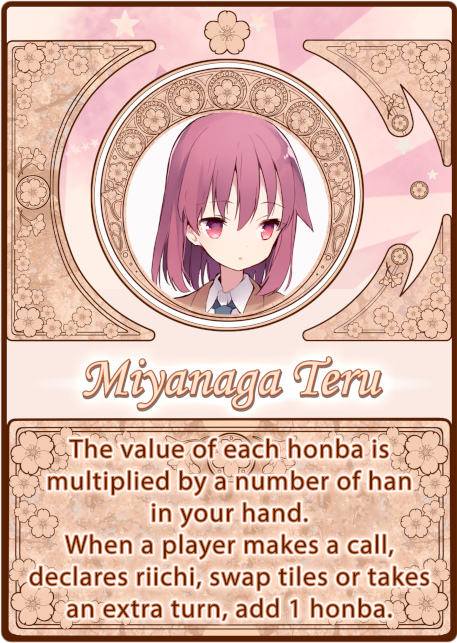 Miyanaga Teru
The value of each honba is
multiplied by a number of han
in your hand.
When a player makes a call,
declares riichi, swap tiles or takes
an extra turn, add 1 honba.